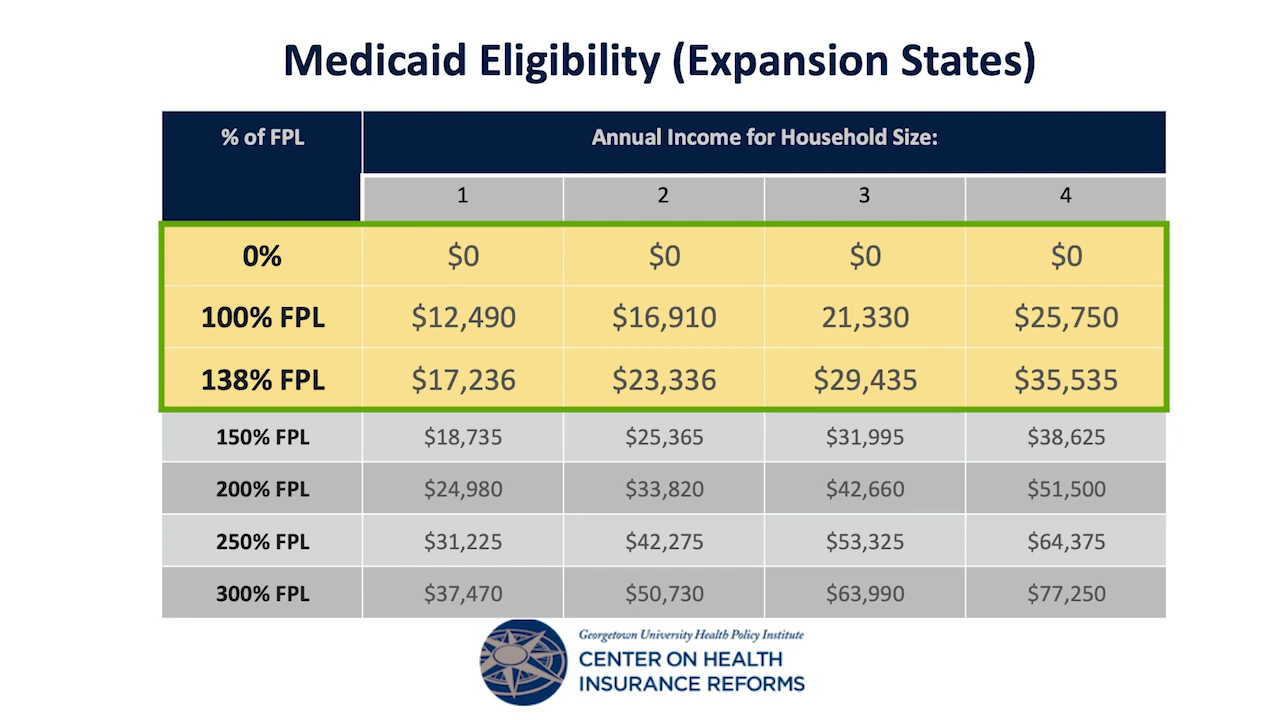 Medicaid Eligibility (Expansion States)
% of FPL Annual Income for Household Size:
1 2 3 4
0% $0 $0 $0 $0
100% FPL $12,490 $16,910 21,330 $25,750
138% FPL $17,236 $23,336 $29,435 $35,535
150% FPL $18,735 $25,365 $31,995 $38,625
200% FPL $24,980 $33,820 $42,660 $51,500
250% FPL $31,225 $42,275 $53,325 $64,375
300% FPL $37,470 $50,730 $63,990 $77,250
Georgetown University Health Policy Institute
CENTER ON HEALTH
INSURANCE REFORMS